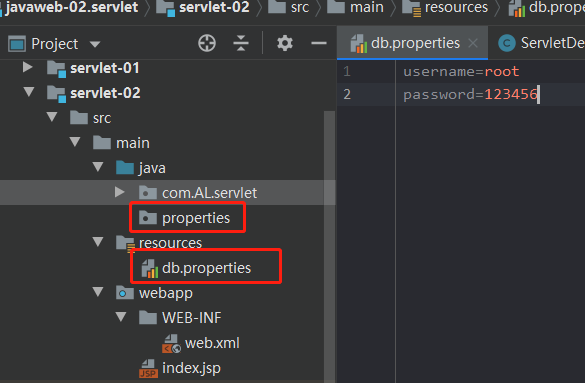 javaweb-02.servlet servlet-02 src main resources db.prope
Project
db.properties ServletDe
servlet-01
servlet-02
src
main
java
com.AL.servlet
properties
resources
db.properties
webapp
WEB-INF
web.xml
JSP index.jsp
1 username=root
2 password=123456